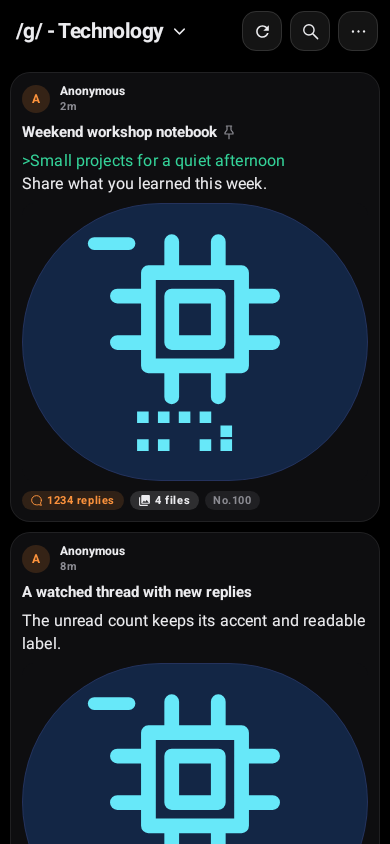 /g/ - Technology
A
Anonymous
2m
Weekend workshop notebook
>Small projects for a quiet afternoon
Share what you learned this week.
1234 replies
4 files
No.100
A
Anonymous
8m
A watched thread with new replies
The unread count keeps its accent and readable
label.